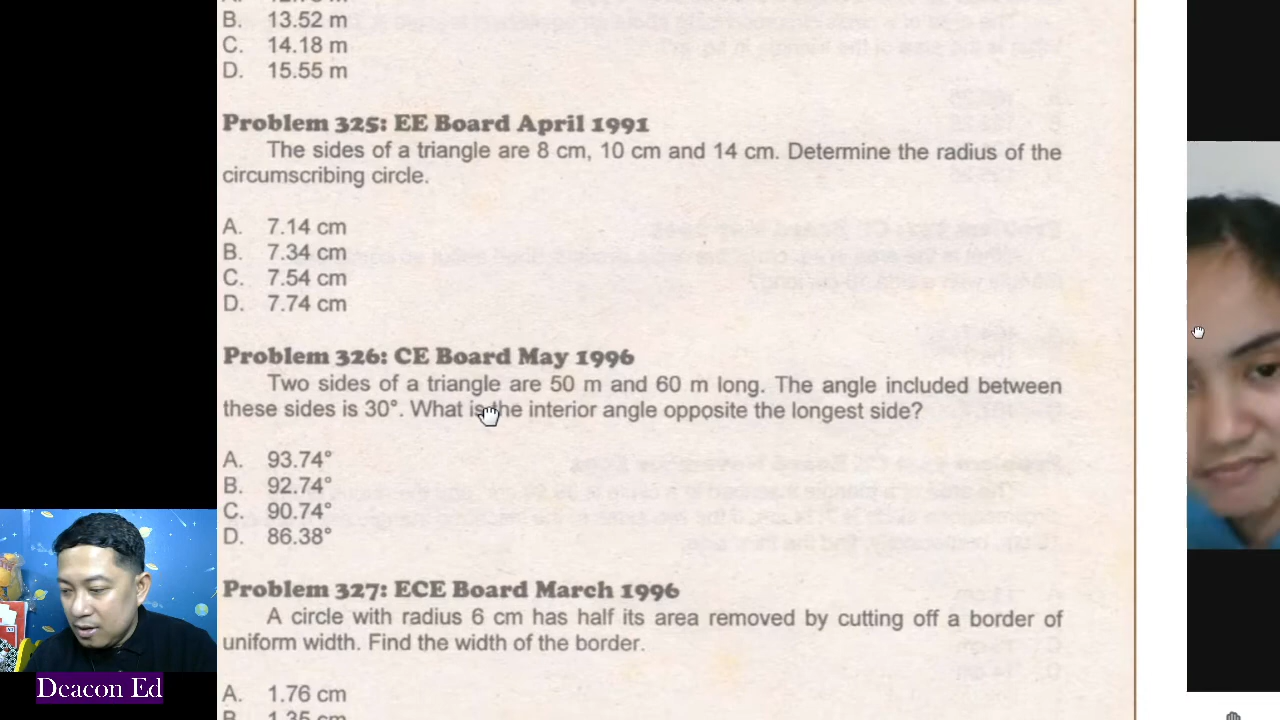 B. 13.52 m
C. 14.18 m
D. 15.55 m
Problem 325: EE Board April 1991
The sides of a triangle are 8 cm, 10 cm and 14 cm. Determine the radius of the
circumscribing circle.
A. 7.14 cm
B. 7.34 cm
C. 7.54 cm
D. 7.74 cm
Problem 326: CE Board May 1996
Two sides of a triangle are 50 m and 60 m long. The angle included between
these sides is 30°. What is the interior angle opposite the longest side?
A. 93.74°
B. 92.74°
C. 90.74°
D. 86.38°
Problem 327: ECE Board March 1996
A circle with radius 6 cm has half its area removed by cutting off a border of
uniform width. Find the width of the border.
A. 1.76 cm
B. 1.35 cm
Deacon Ed